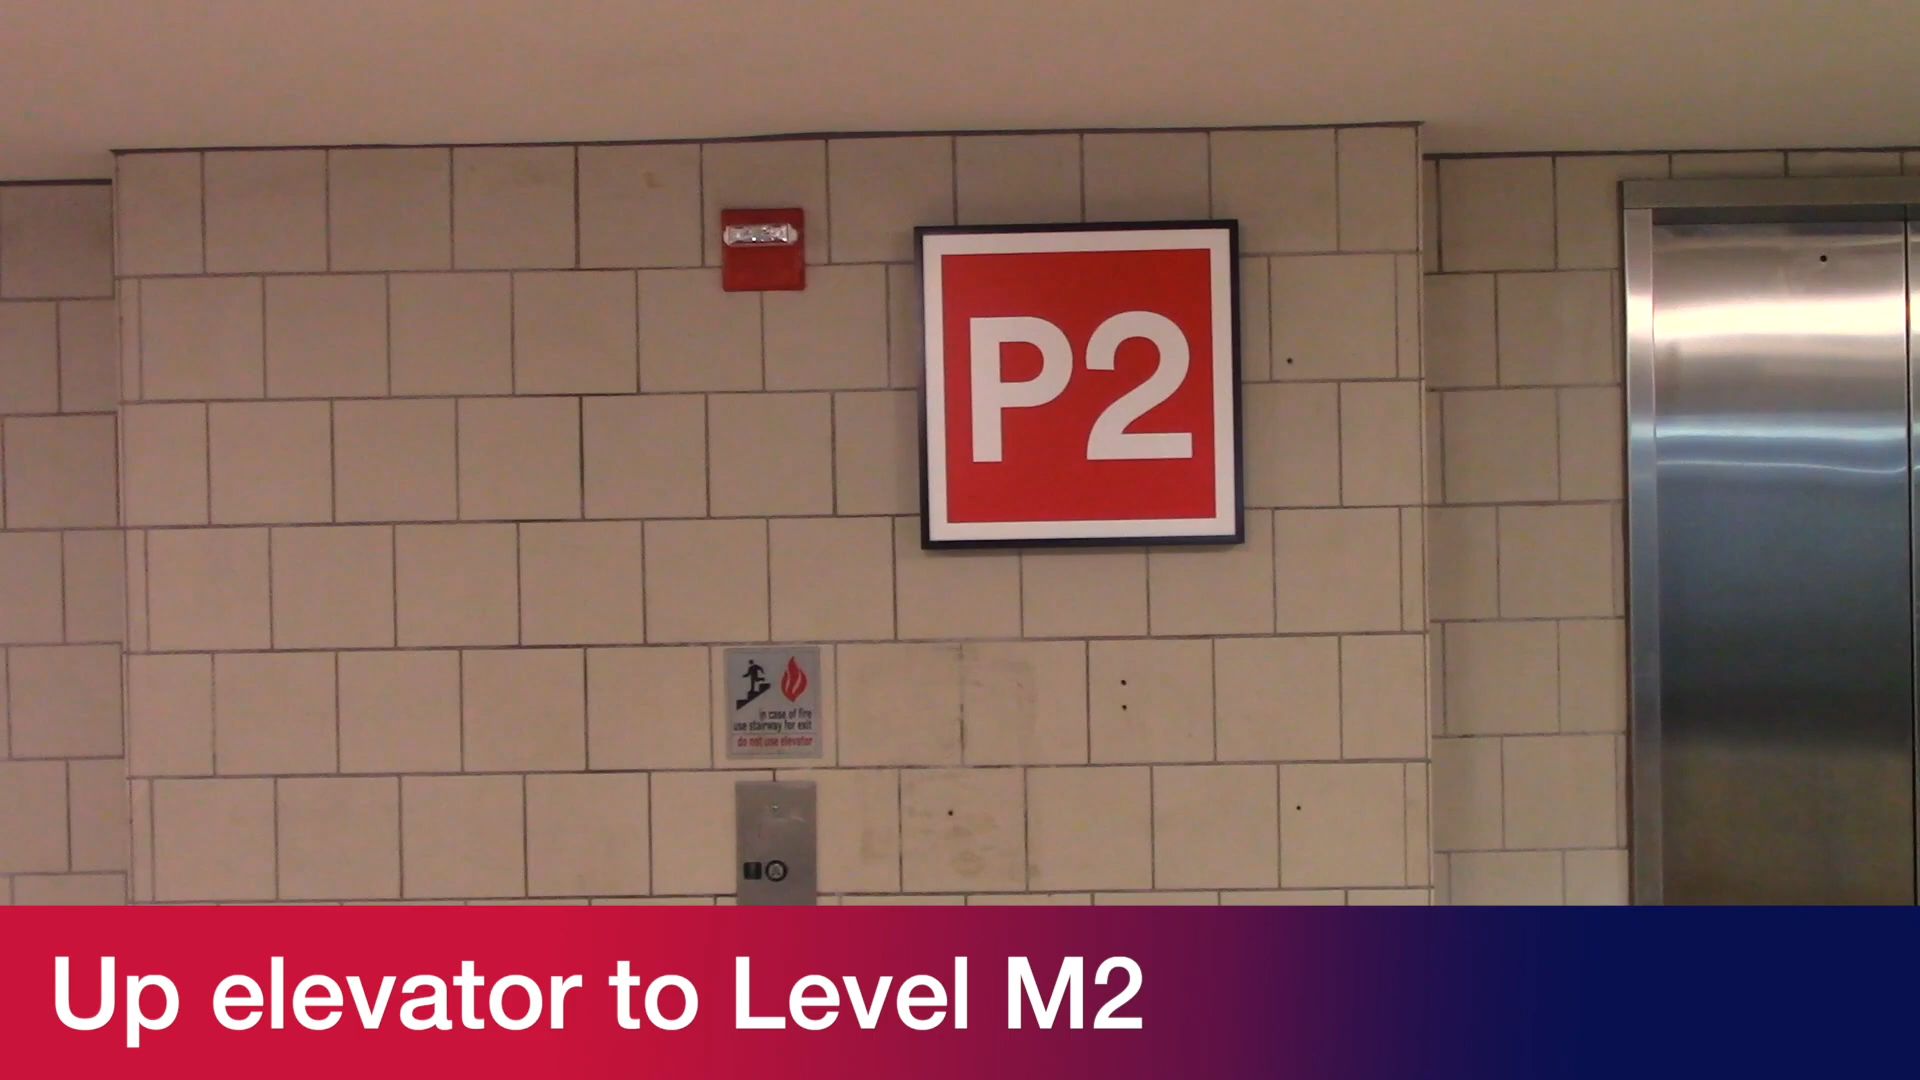 P2
in case of fire
use stairway for exit
do not use elevator
Up elevator to Level M2